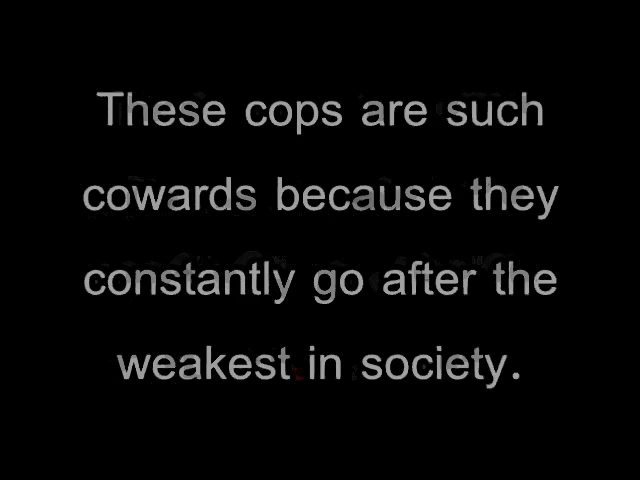 These cops are such
cowards because they
constantly go after the
weakest in society.